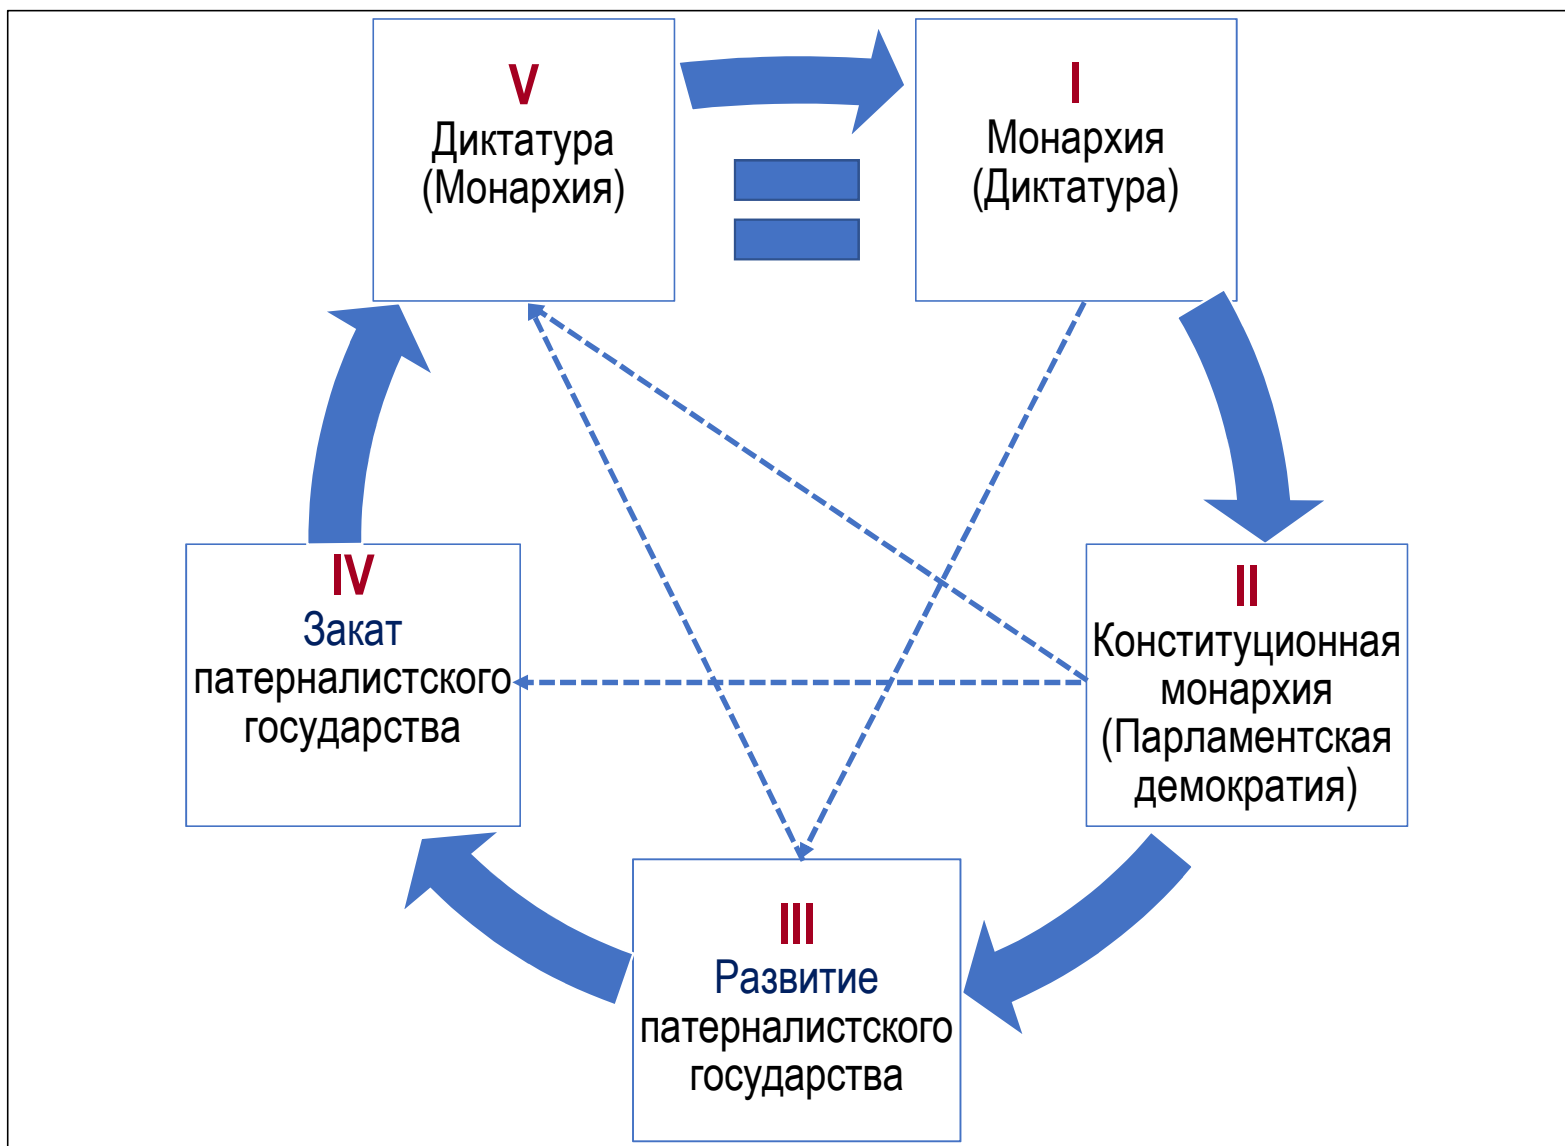 V
Диктатура
(Монархия)
I
Монархия
(Диктатура)
II
Конституционная
монархия
(Парламентская
демократия)
III
Развитие
патерналистского
государства
IV
Закат
патерналистского
государства